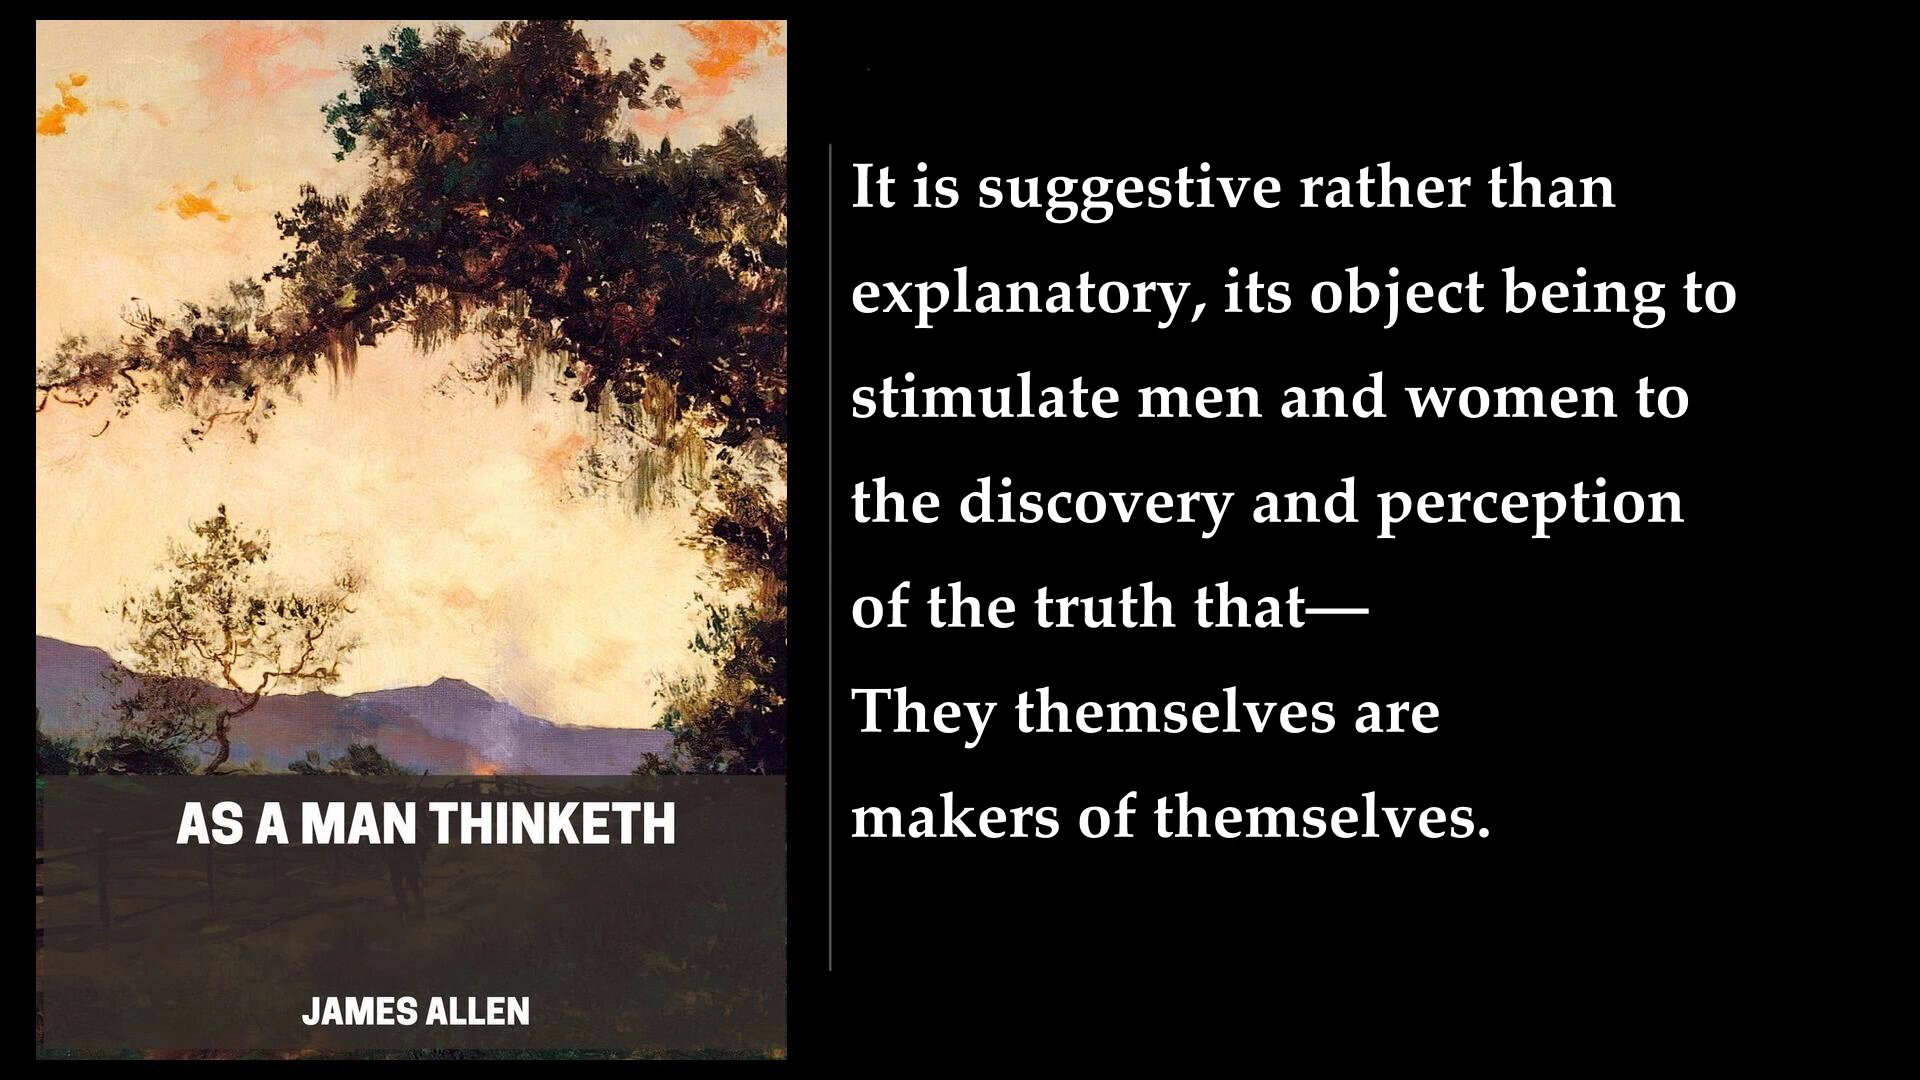 AS A MAN THINKETH
JAMES ALLEN
It is suggestive rather than
explanatory, its object being to
stimulate men and women to
the discovery and perception
of the truth that—
They themselves are
makers of themselves.